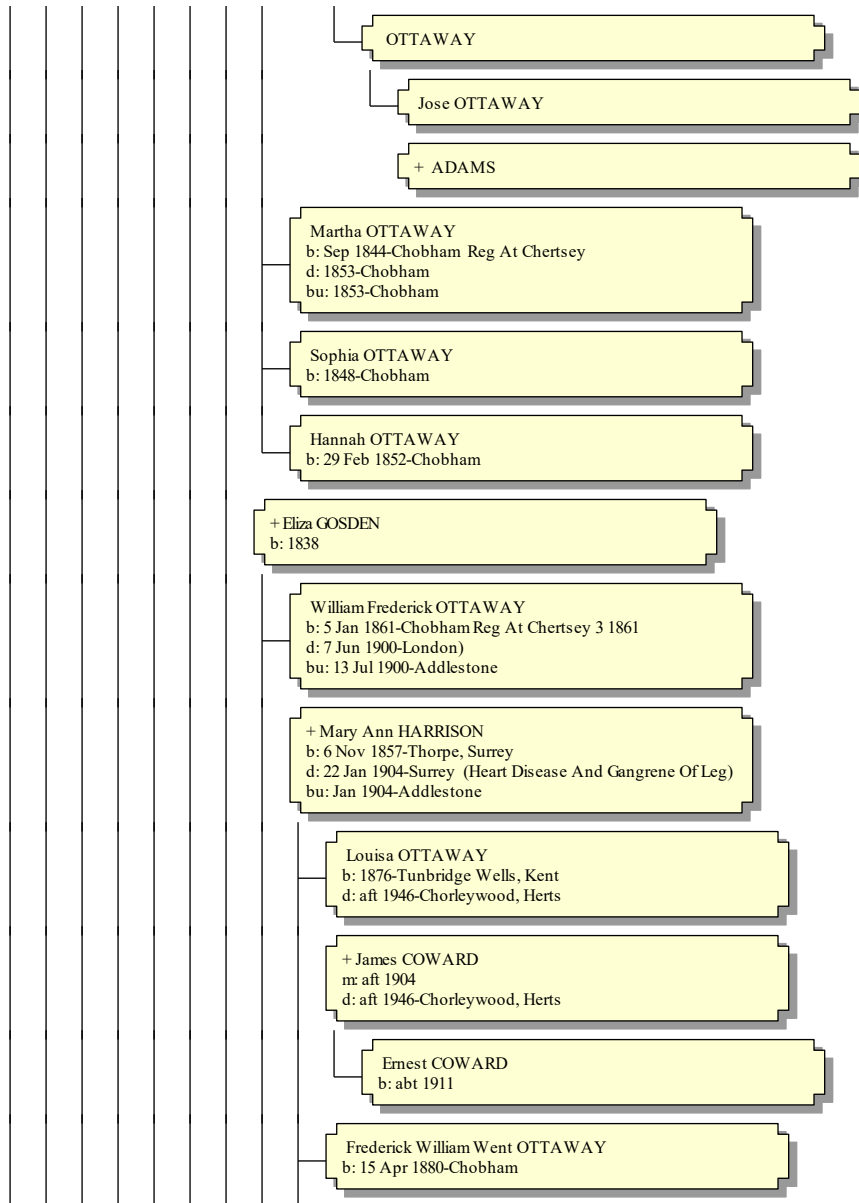 OTTAWAY
Jose OTTAWAY
+ ADAMS
Martha OTTAWAY
b: Sep 1844-Chobham Reg At Chertsey
d: 1853-Chobham
bu: 1853-Chobham
Sophia OTTAWAY
b: 1848-Chobham
Hannah OTTAWAY
b: 29 Feb 1852-Chobham
+ Eliza GOSDEN
b: 1838
William Frederick OTTAWAY
b: 5 Jan 1861-Chobham Reg At Chertsey 3 1861
d: 7 Jun 1900-London)
bu: 13 Jul 1900-Addlestone
+ Mary Ann HARRISON
b: 6 Nov 1857-Thorpe, Surrey
d: 22 Jan 1904-Surrey (Heart Disease And Gangrene Of Leg)
bu: Jan 1904-Addlestone
Louisa OTTAWAY
b: 1876-Tunbridge Wells, Kent
d: aft 1946-Chorleywood, Herts
+ James COWARD
m: aft 1904
d: aft 1946-Chorleywood, Herts
Ernest COWARD
b: abt 1911
Frederick William Went OTTAWAY
b: 15 Apr 1880-Chobham